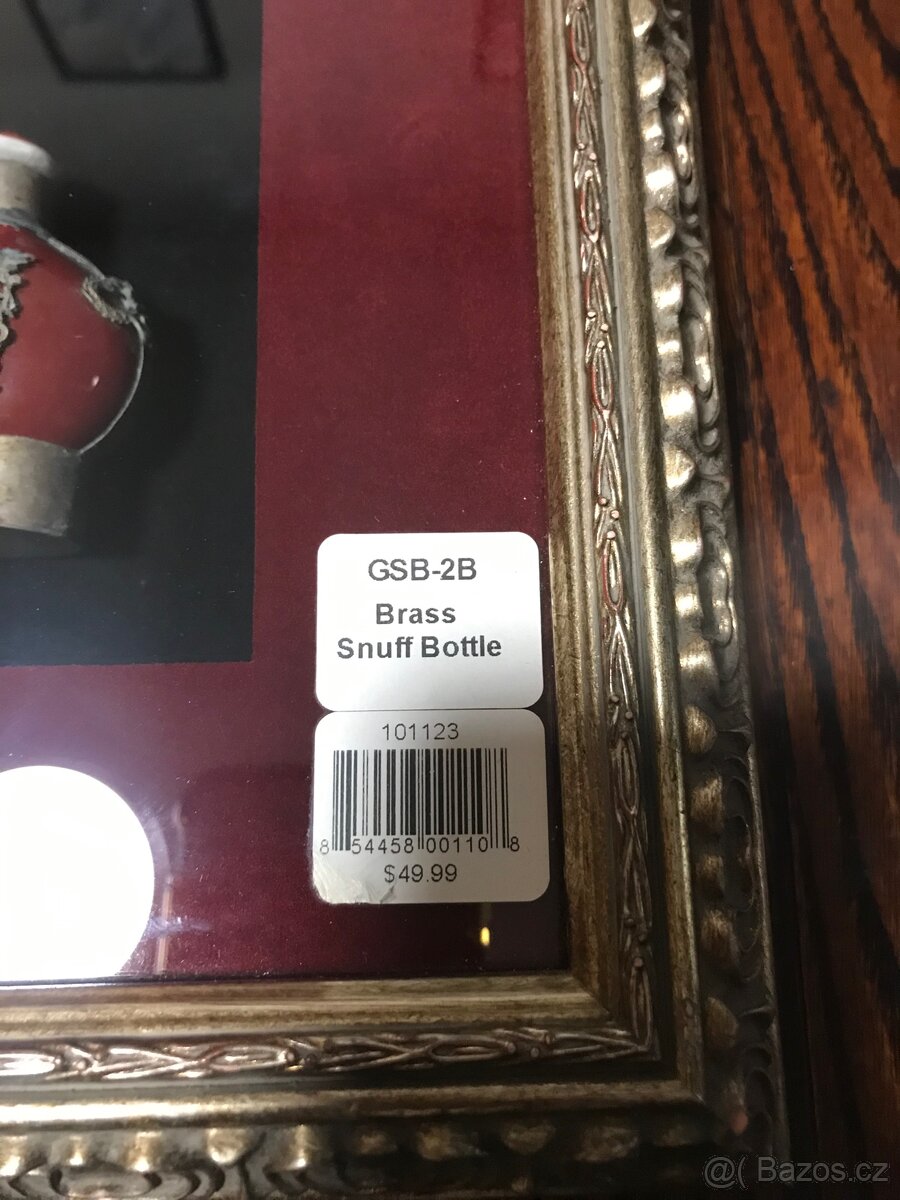 GSB-2B
Brass
Snuff Bottle
101123
8 54458 00110 8
$49.99
@( Bazos.cz